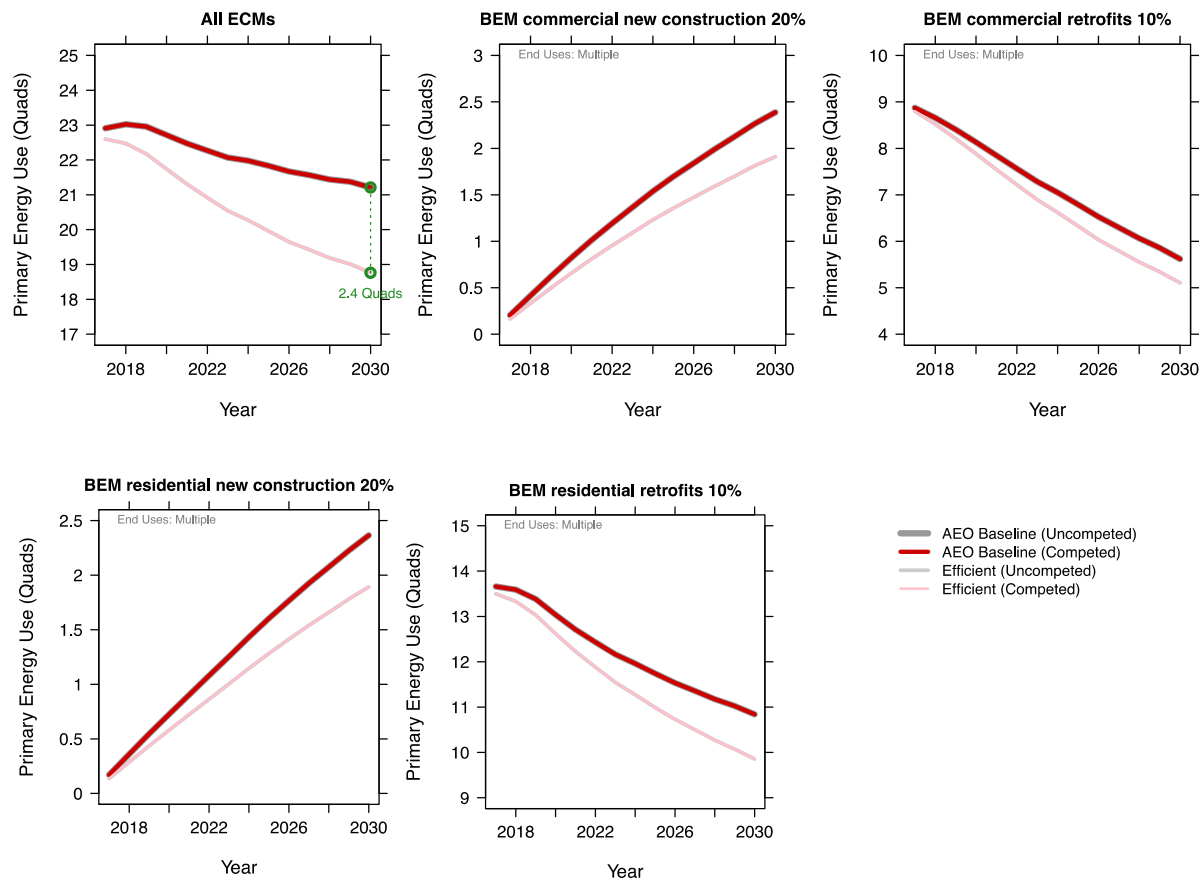 All ECMs
Primary Energy Use (Quads)
25
24
23
22
21
20
19
18
17
2.4 Quads
2018
2022
2026
2030
Year
BEM commercial new construction 20%
End Uses: Multiple
Primary Energy Use (Quads)
3
2.5
2
1.5
1
0.5
0
2018
2022
2026
2030
Year
BEM commercial retrofits 10%
End Uses: Multiple
Primary Energy Use (Quads)
10
9
8
7
6
5
4
2018
2022
2026
2030
Year
BEM residential new construction 20%
End Uses: Multiple
Primary Energy Use (Quads)
2.5
2
1.5
1
0.5
0
2018
2022
2026
2030
Year
BEM residential retrofits 10%
End Uses: Multiple
Primary Energy Use (Quads)
15
14
13
12
11
10
9
2018
2022
2026
2030
Year
AEO Baseline (Uncompeted)
AEO Baseline (Competed)
Efficient (Uncompeted)
Efficient (Competed)